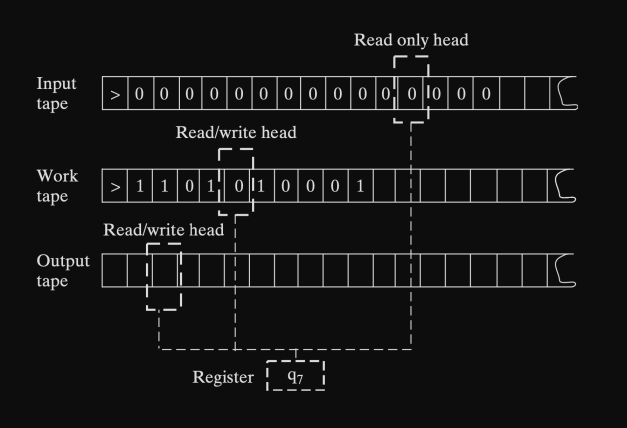 Read only head
Input tape
> 0 0 0 0 0 0 0 0 0 0 0 0 0 0 0
Read/write head
Work tape
> 1 1 0 1 0 1 0 0 0 1
Read/write head
Output tape
Register q₇